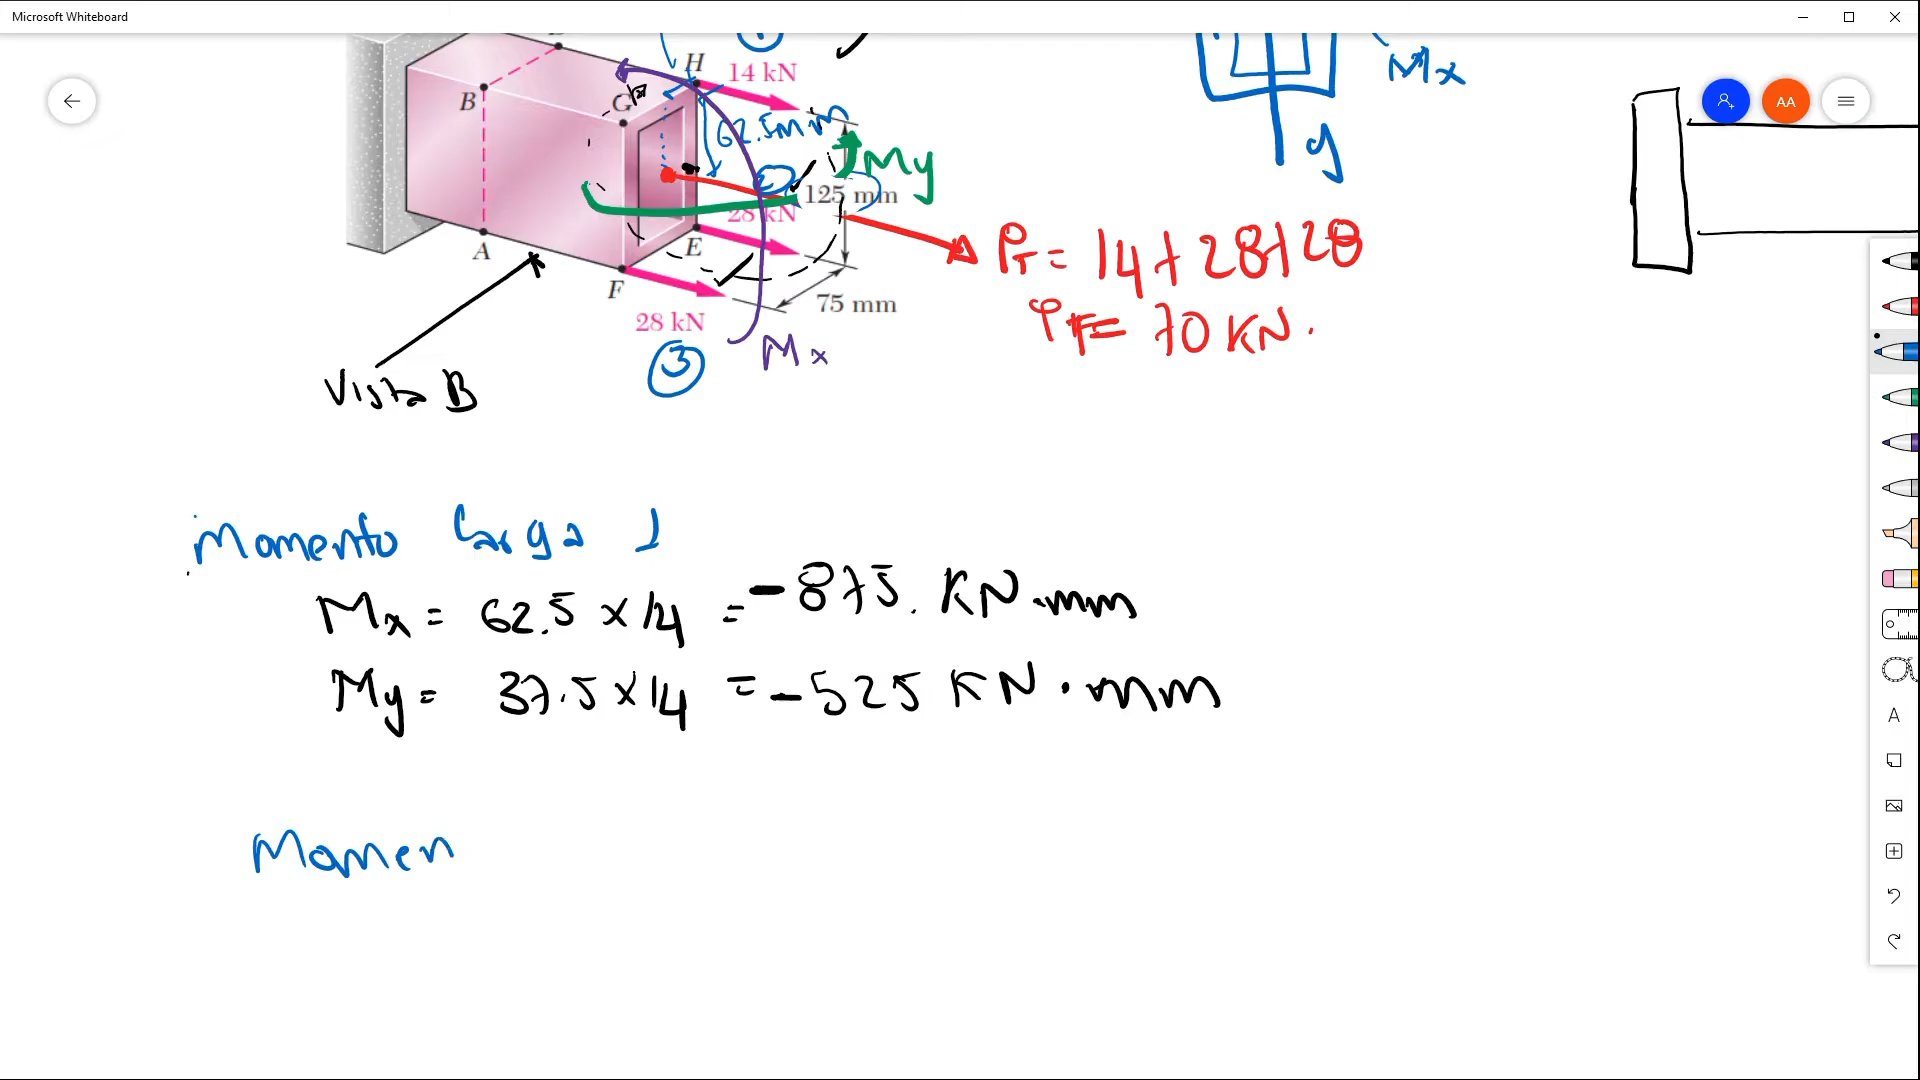 Microsoft Whiteboard
Mx
AA
H
14 kN
B
G
62.5mm
y
My
2
125 mm
28 kN
PT = 14+28+28
A
E
F
75 mm
PT = 70 KN.
28 kN
Mx
3
Vista B
Momento Carga 1
Mx = 62.5 x 14 = -875. KN.mm
My = 37.5 x 14 = -525 KN.mm
Momen
A